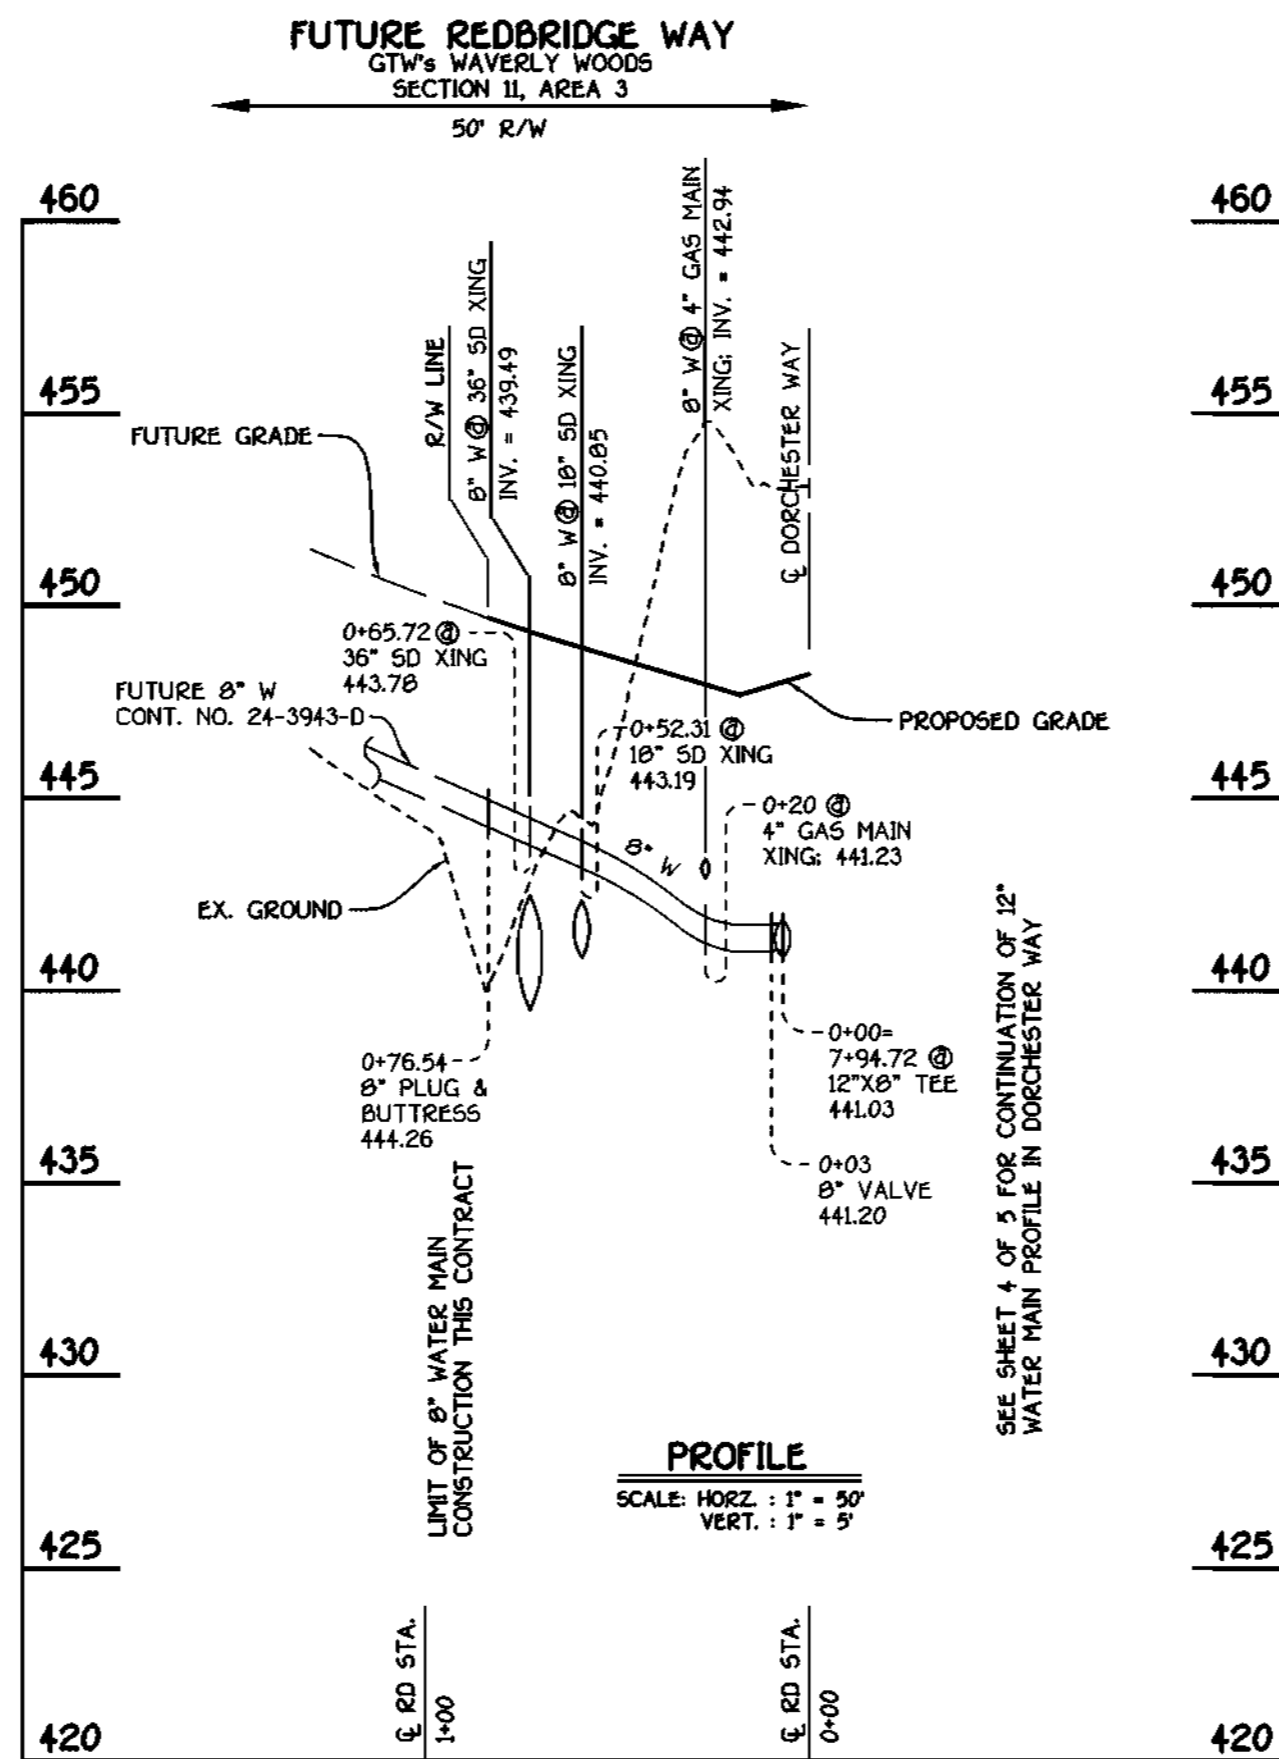 FUTURE REDBRIDGE WAY
GTW's WAVERLY WOODS
SECTION 11, AREA 3
50' R/W
460
455
450
445
440
435
430
425
420
460
455
450
445
440
435
430
425
420
R/W LINE
8" W@ 36" SD XING
INV. = 439.49
8" W@ 18" SD XING
INV. = 440.85
8" W@ 4" GAS MAIN
XING; INV. = 442.94
℄ DORCHESTER WAY
FUTURE GRADE
0+65.72 @
36" SD XING
443.78
FUTURE 8" W
CONT. NO. 24-3943-D
PROPOSED GRADE
0+52.31 @
18" SD XING
443.19
8" W
0+20 @
4" GAS MAIN
XING; 441.23
EX. GROUND
0+76.54
8" PLUG &
BUTTRESS
444.26
0+00=
7+94.72 @
12"X8" TEE
441.03
0+03
8" VALVE
441.20
LIMIT OF 8" WATER MAIN
CONSTRUCTION THIS CONTRACT
SEE SHEET 4 OF 5 FOR CONTINUATION OF 12"
WATER MAIN PROFILE IN DORCHESTER WAY
PROFILE
SCALE: HORZ. : 1" = 50'
VERT. : 1" = 5'
℄ RD STA.
1+00
℄ RD STA.
0+00